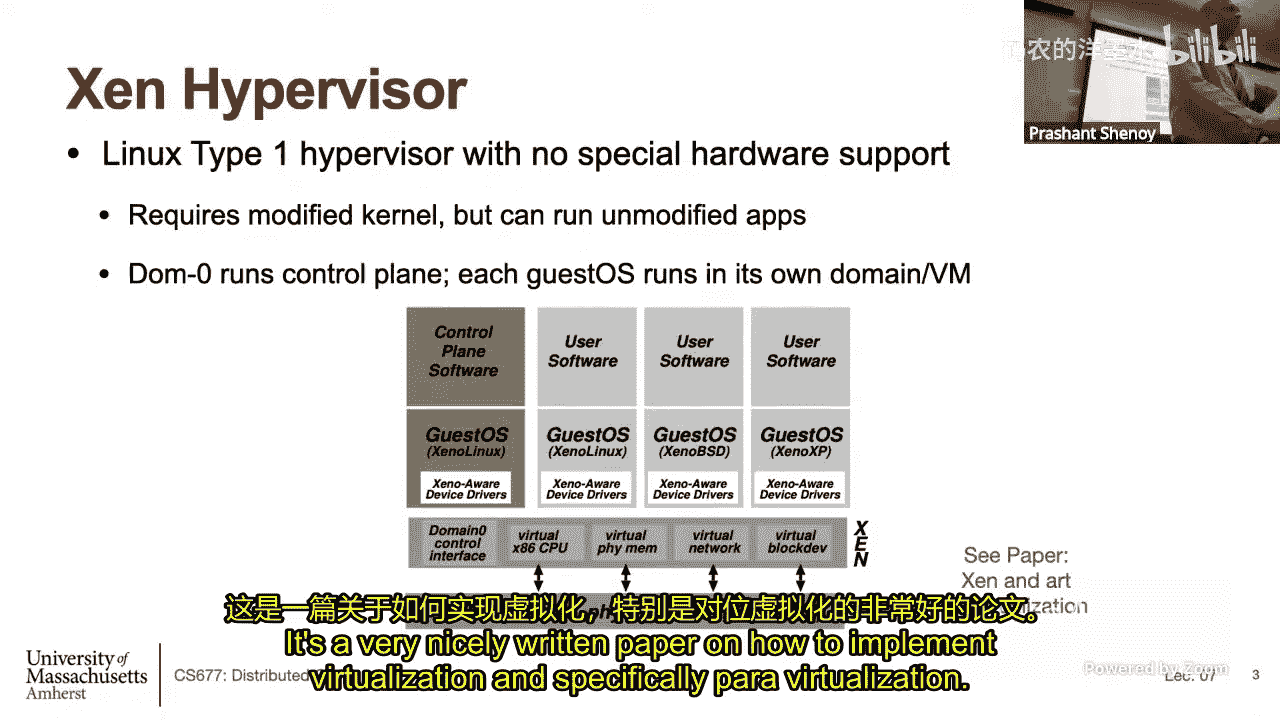 Xen Hypervisor
bilibili
Prashant Shenoy
• Linux Type 1 hypervisor with no special hardware support
• Requires modified kernel, but can run unmodified apps
• Dom-0 runs control plane; each guestOS runs in its own domain/VM
Control
Plane
Software
User
Software
User
Software
User
Software
GuestOS
(XenoLinux)
GuestOS
(XenoLinux)
GuestOS
(XenoBSD)
GuestOS
(XenoXP)
Xeno-Aware
Device Drivers
Xeno-Aware
Device Drivers
Xeno-Aware
Device Drivers
Xeno-Aware
Device Drivers
Domain0
control
interface
virtual
x86 CPU
virtual
phy mem
virtual
network
virtual
blockdev
XEN
See Paper:
Xen and art
这是一篇关于如何实现虚拟化，特别是对位虚拟化的非常好的论文。
It's a very nicely written paper on how to implement
virtualization and specifically para virtualization.
University of
Massachusetts
Amherst
CS677: Distributed
Powered by Zoom
Lec. 07
3